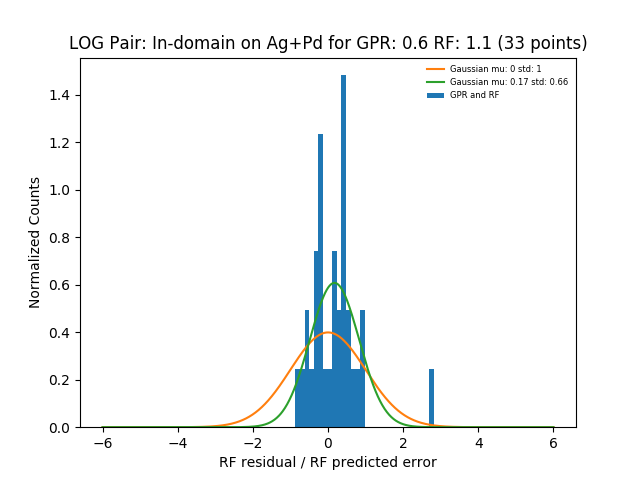 LOG Pair: In-domain on Ag+Pd for GPR: 0.6 RF: 1.1 (33 points)
Gaussian mu: 0 std: 1
Gaussian mu: 0.17 std: 0.66
GPR and RF
Normalized Counts
1.4
1.2
1.0
0.8
0.6
0.4
0.2
0.0
−6 −4 −2 0 2 4 6
RF residual / RF predicted error